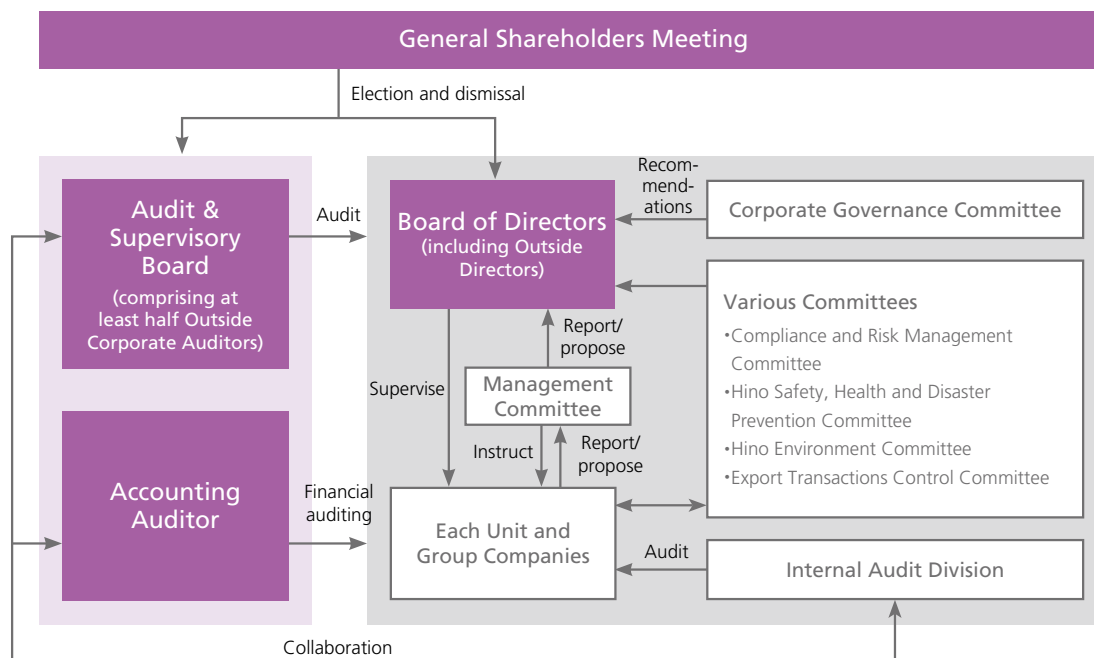 General Shareholders Meeting
Election and dismissal
Audit &
Supervisory
Board
(comprising at
least half Outside
Corporate Auditors)
Audit
Board of Directors
(including Outside
Directors)
Recom-
mend-
ations
Corporate Governance Committee
Various Committees
•Compliance and Risk Management
Committee
•Hino Safety, Health and Disaster
Prevention Committee
•Hino Environment Committee
•Export Transactions Control Committee
Report/
propose
Supervise
Management
Committee
Instruct
Report/
propose
Accounting
Auditor
Financial
auditing
Each Unit and
Group Companies
Audit
Internal Audit Division
Collaboration